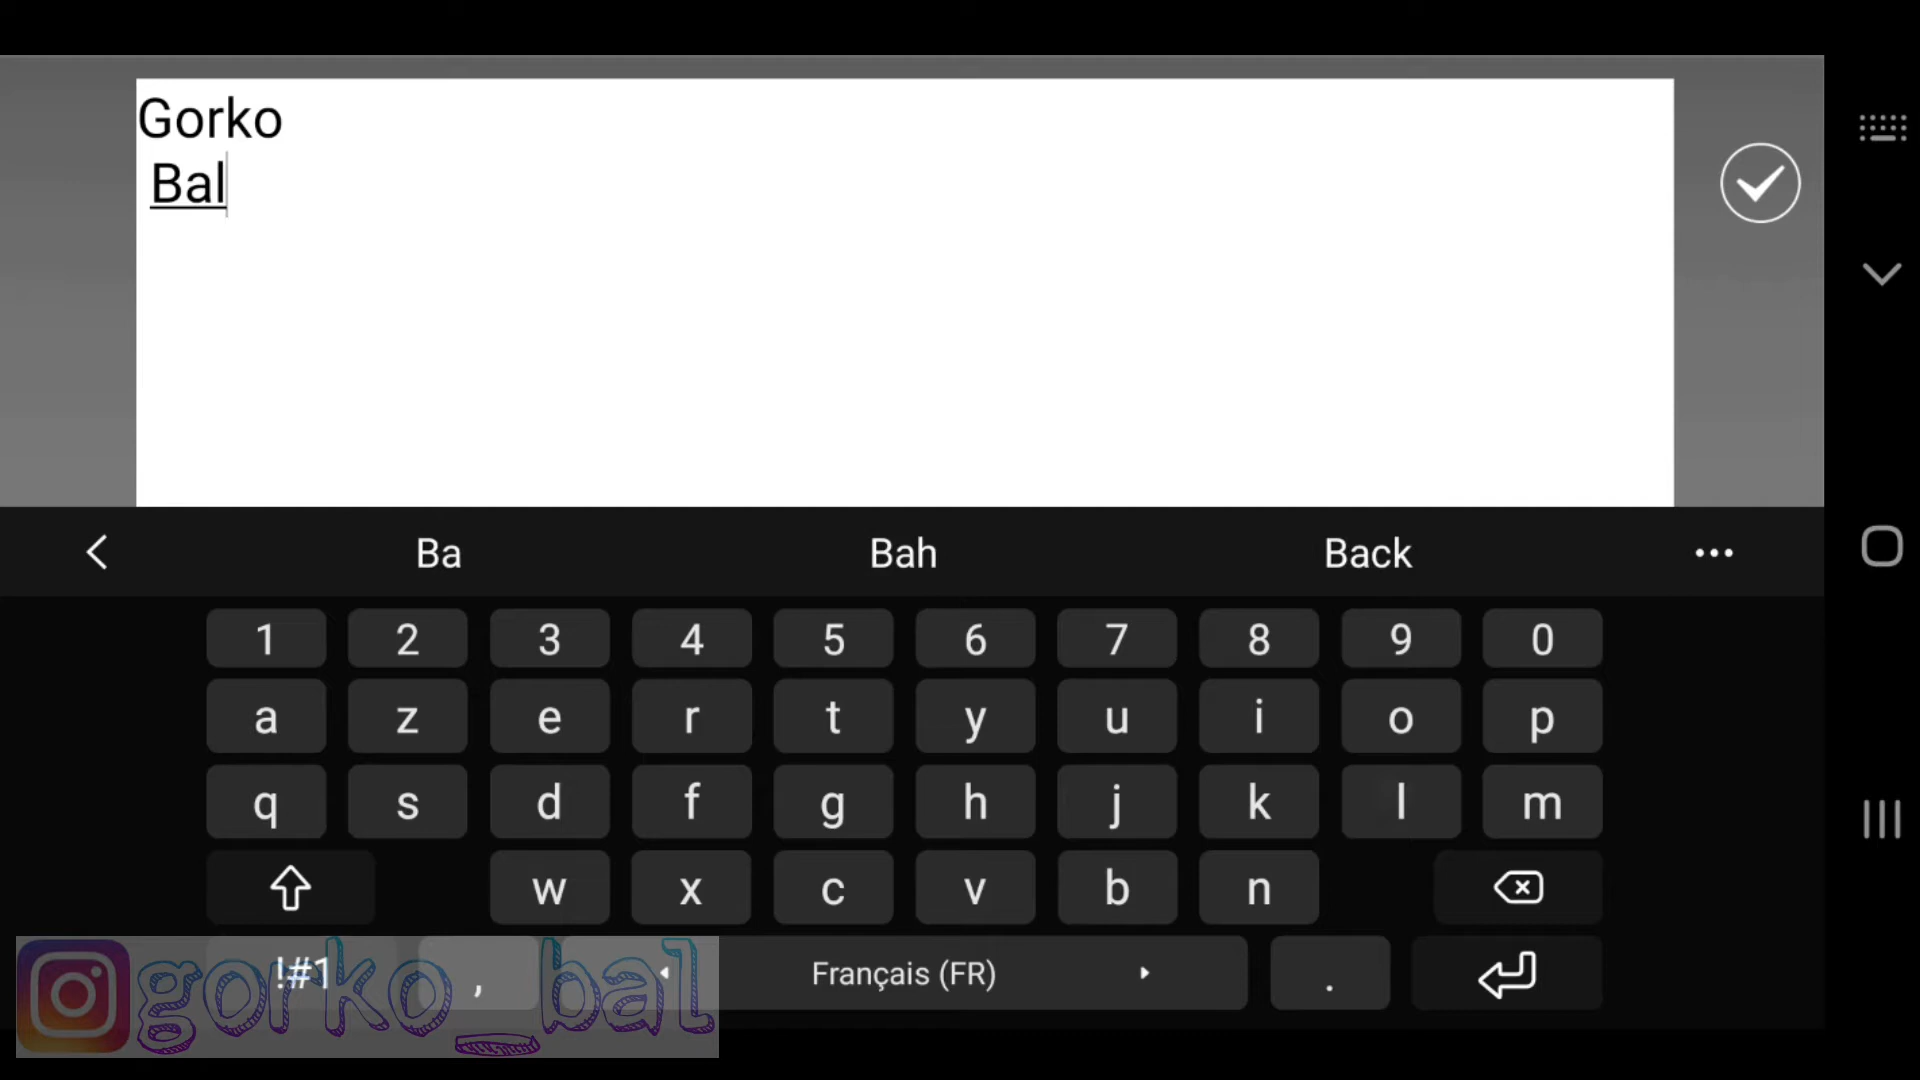 Gorko
Bal
Ba Bah Back
1 2 3 4 5 6 7 8 9 0
a z e r t y u i o p
q s d f g h j k l m
w x c v b n
!#1 , Français (FR) .
gorko_bal